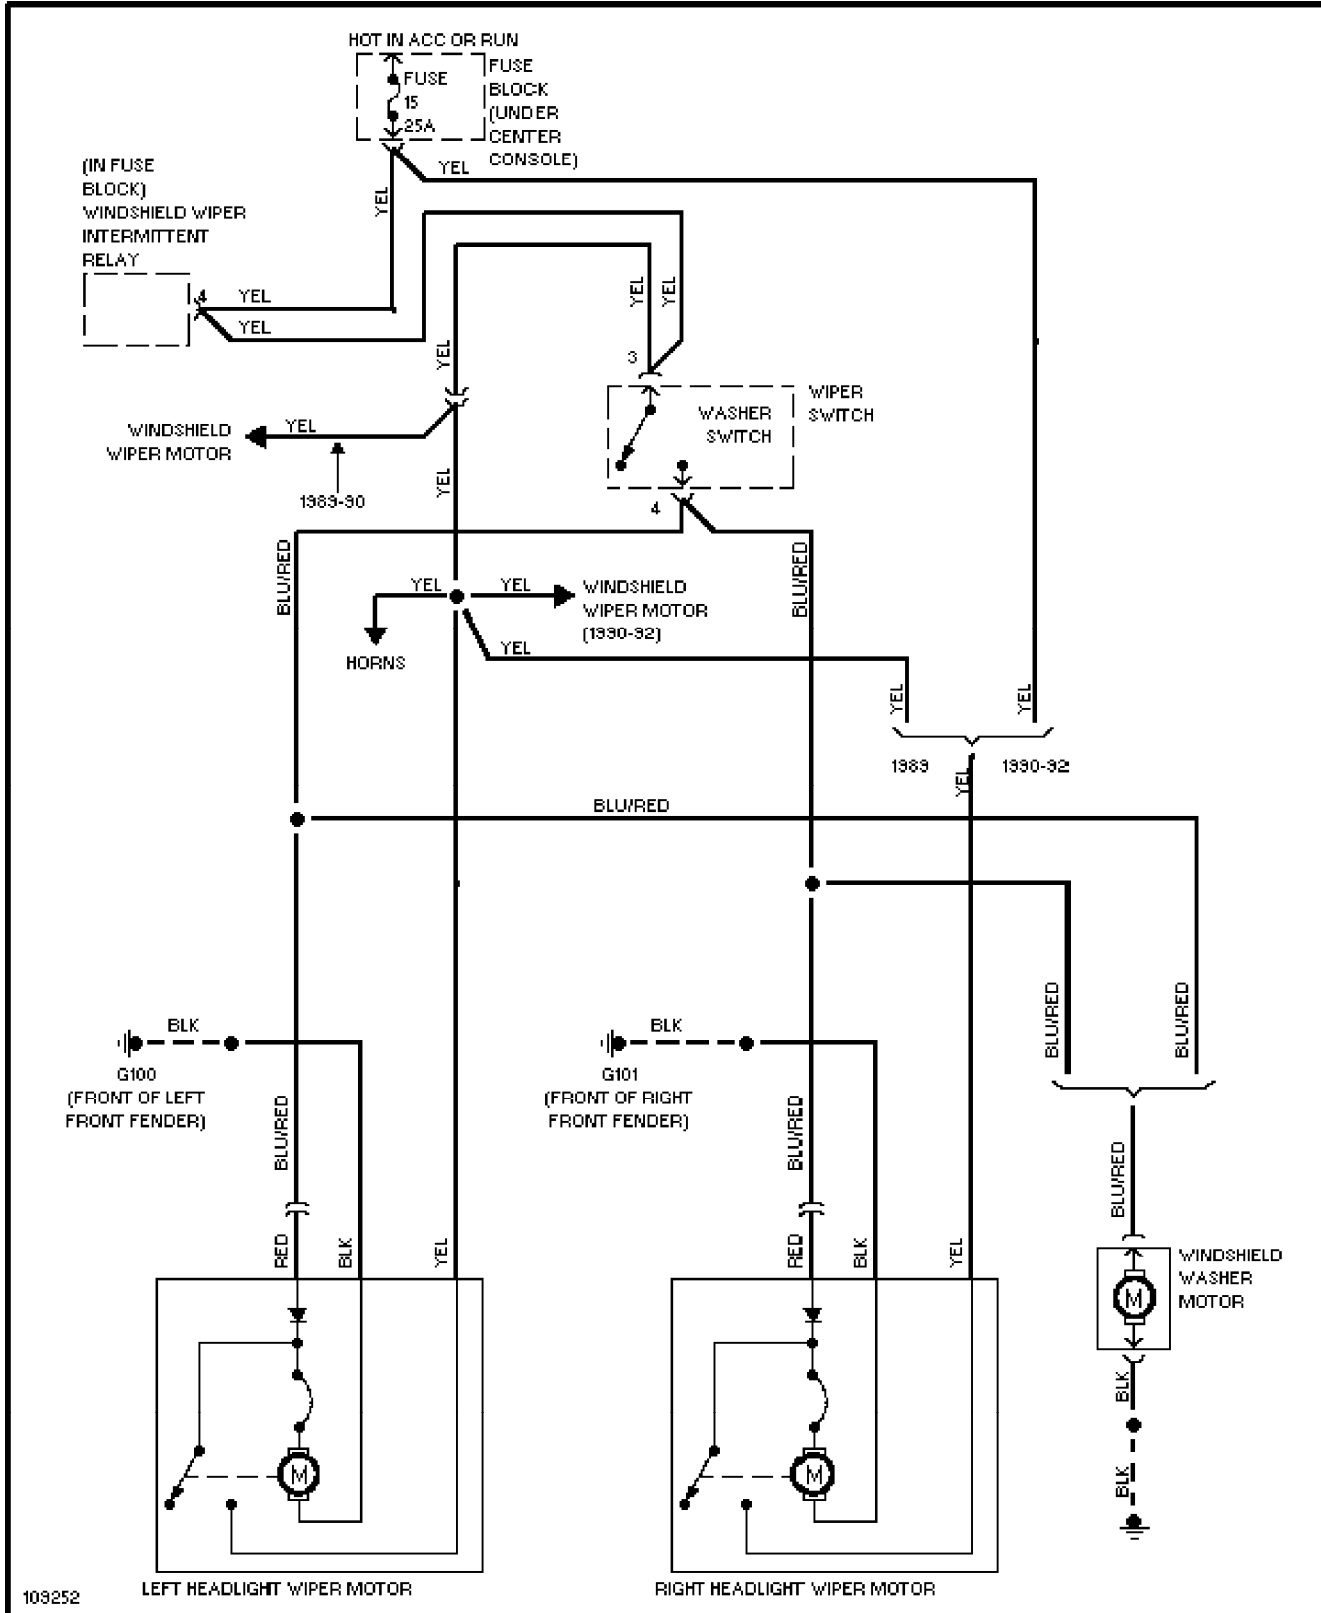 HOT IN ACC OR RUN
FUSE
15
25A
FUSE
BLOCK
(UNDER
CENTER
CONSOLE)
YEL
YEL
(IN FUSE
BLOCK)
WINDSHIELD WIPER
INTERMITTENT
RELAY
4
YEL
YEL
YEL
YEL
YEL
3
WIPER
SWITCH
WASHER
SWITCH
4
WINDSHIELD
WIPER MOTOR
YEL
1989-90
YEL
BLU/RED
BLU/RED
YEL
YEL
WINDSHIELD
WIPER MOTOR
(1990-92)
HORNS
YEL
YEL
YEL
1989
YEL
1990-92
BLU/RED
BLU/RED
BLU/RED
BLK
G100
(FRONT OF LEFT
FRONT FENDER)
BLK
G101
(FRONT OF RIGHT
FRONT FENDER)
BLU/RED
BLU/RED
BLU/RED
RED
BLK
YEL
RED
BLK
YEL
WINDSHIELD
WASHER
MOTOR
M
BLK
BLK
M
M
LEFT HEADLIGHT WIPER MOTOR
RIGHT HEADLIGHT WIPER MOTOR
109252